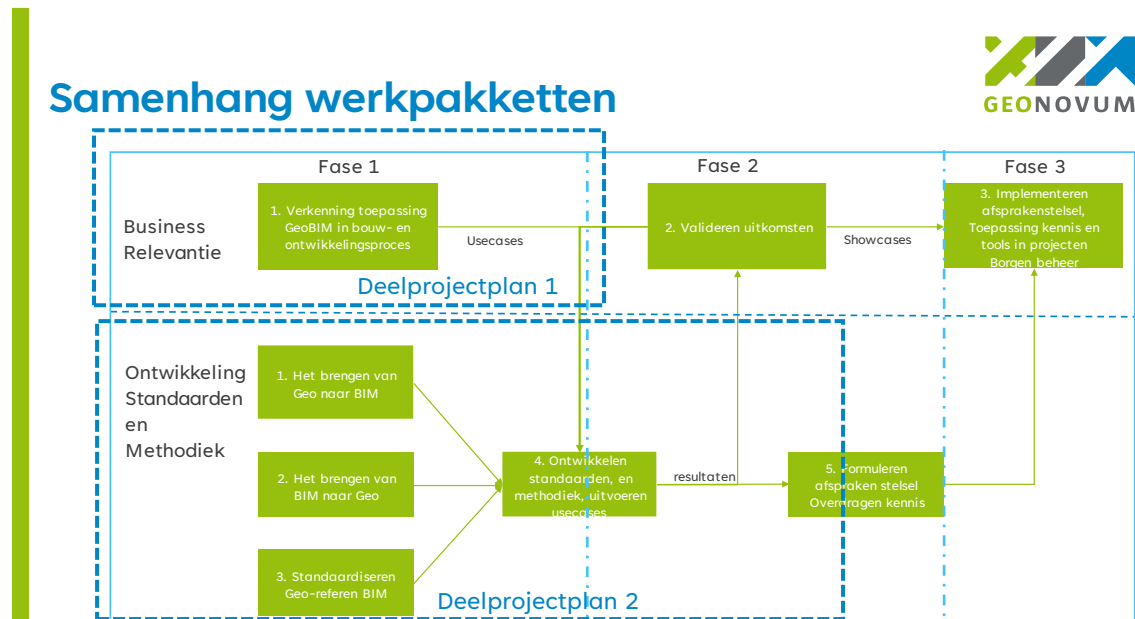 Samenhang werkpakketten
GEONOVUM
Fase 1
Fase 2
Fase 3
Business
Relevantie
1. Verkenning toepassing
GeoBIM in bouw- en
ontwikkelingsproces
Usecases
2. Valideren uitkomsten
Showcases
3. Implementeren
afsprakenstelsel,
Toepassing kennis en
tools in projecten
Borgen beheer
Deelprojectplan 1
Ontwikkeling
Standaarden
en
Methodiek
1. Het brengen van
Geo naar BIM
2. Het brengen van
BIM naar Geo
3. Standaardiseren
Geo-referen BIM
4. Ontwikkelen
standaarden, en
methodiek, uitvoeren
usecases
resultaten
5. Formuleren
afspraken stelsel
Overdragen kennis
Deelprojectplan 2